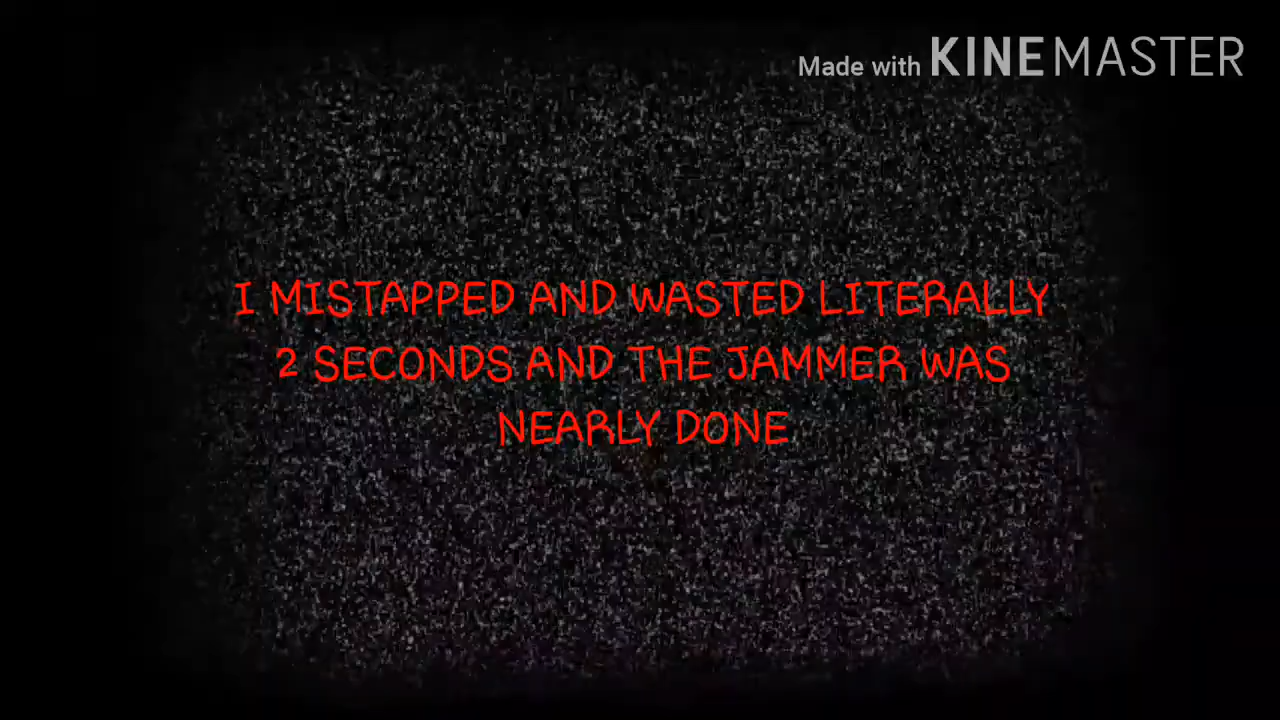 Made with KINEMASTER
I MISTAPPED AND WASTED LITERALLY
2 SECONDS AND THE JAMMER WAS
NEARLY DONE